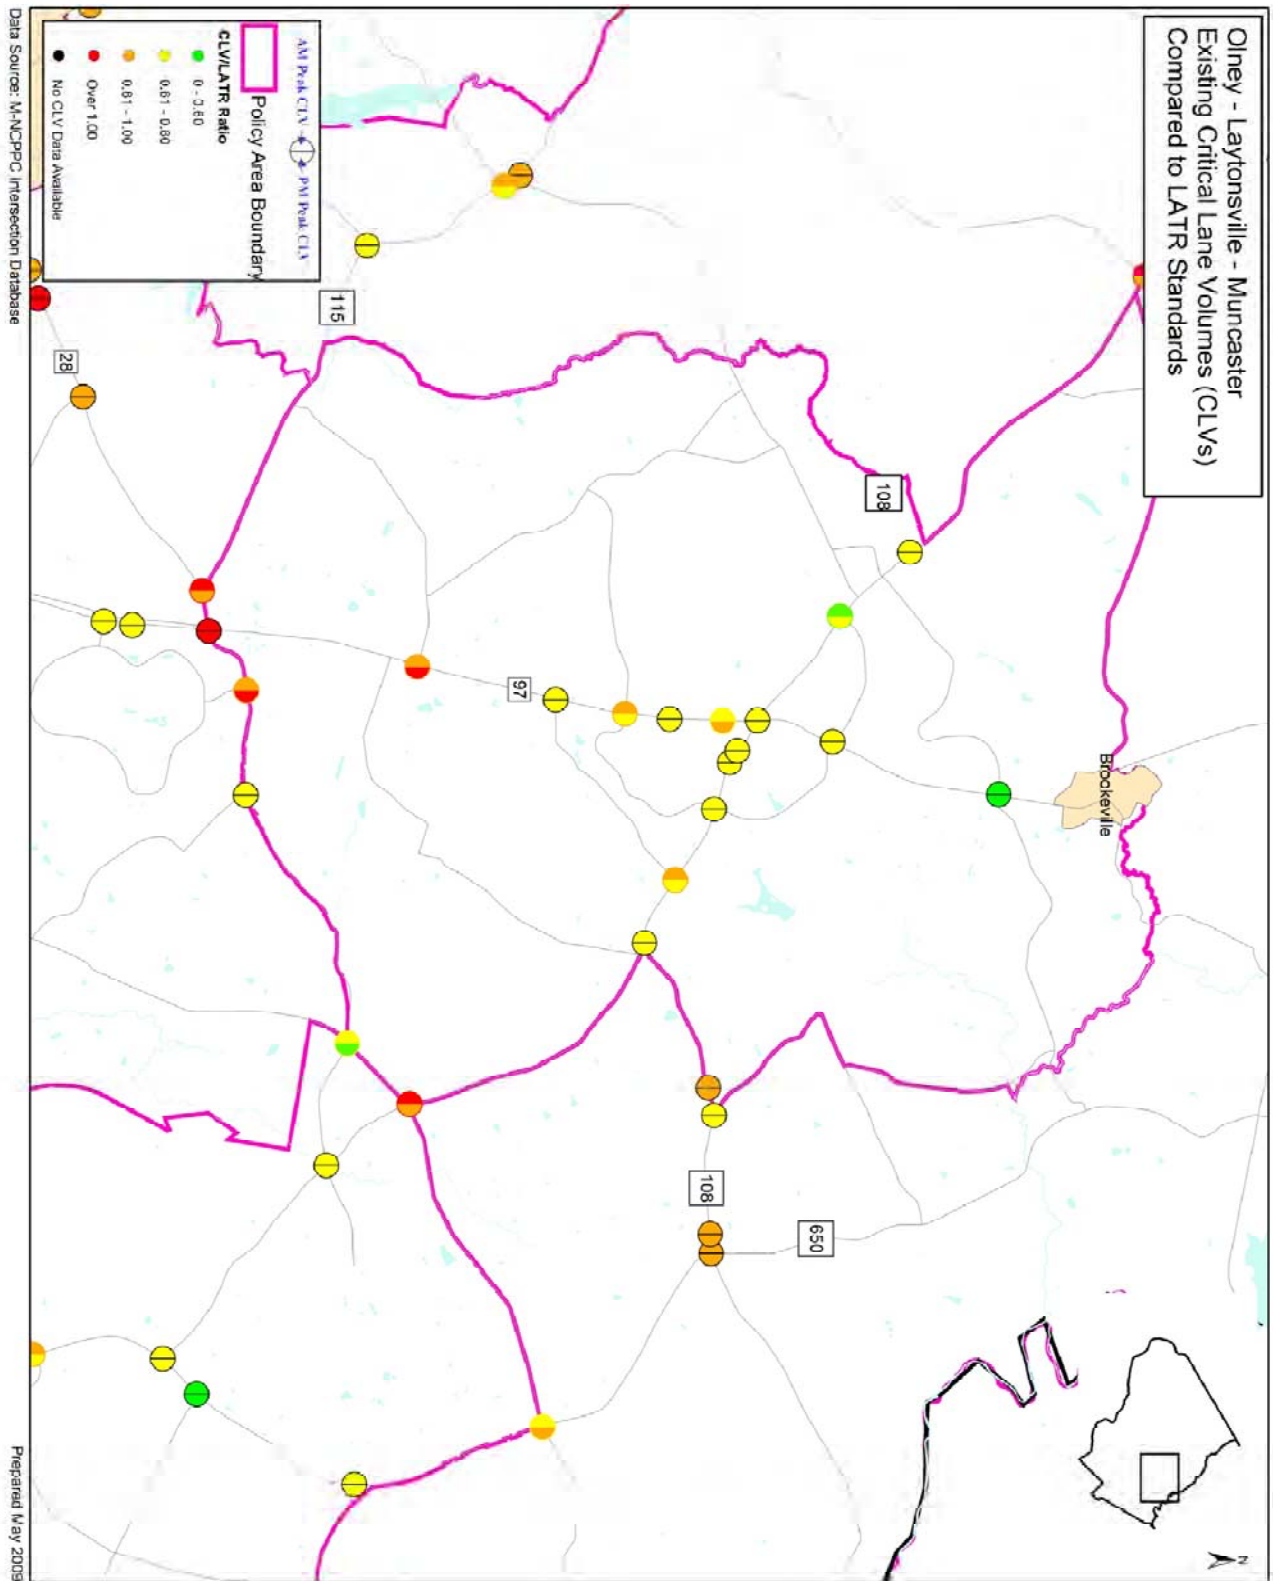 Olney - Laytonsville - Muncaster
Existing Critical Lane Volumes (CLVs)
Compared to LATR Standards
108
Brookeville
97
115
28
108
650
N
AM Peak CLV
PM Peak CLV
Policy Area Boundary
CLV/LATR Ratio
0 - 0.60
0.61 - 0.80
0.81 - 1.00
Over 1.00
No CLV Data Available
Data Source: M-NCPPC Intersection Database
Prepared May 2009